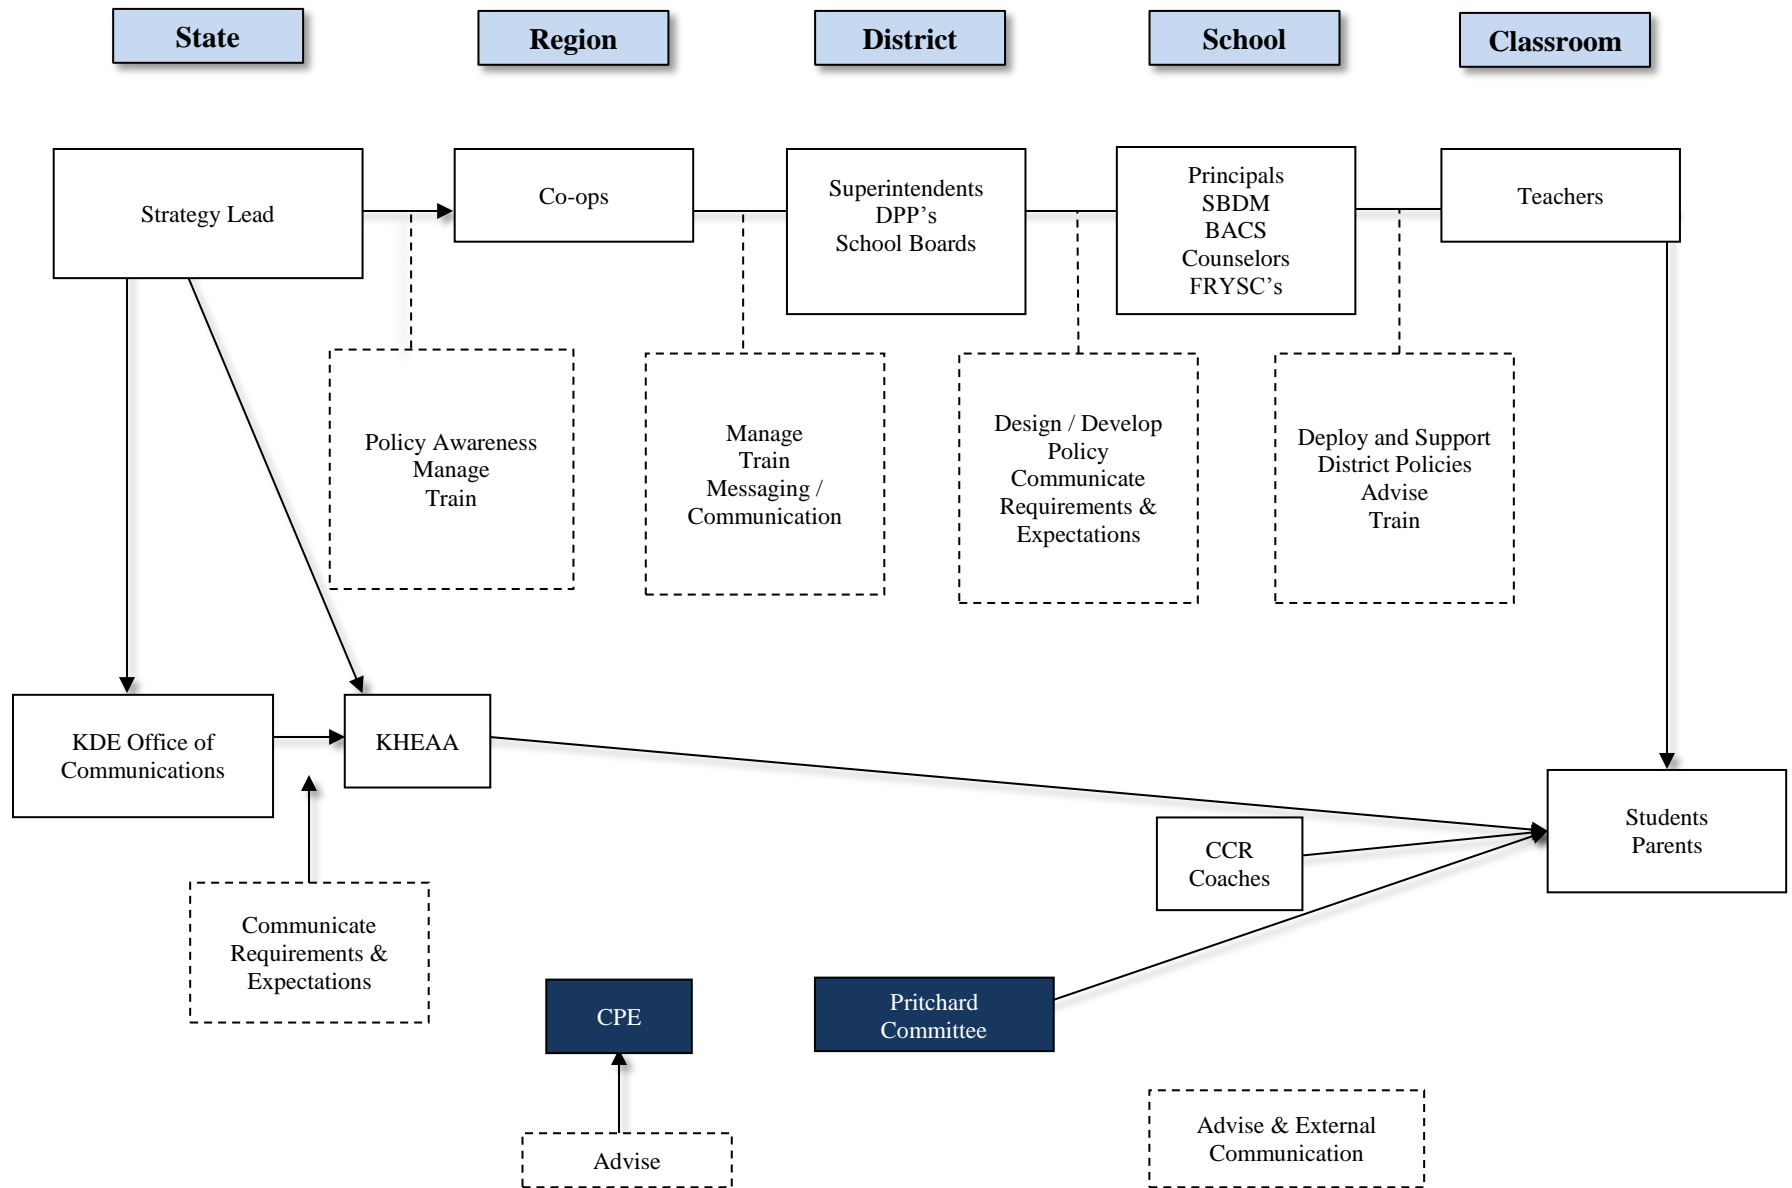 State
Region
District
School
Classroom
Strategy Lead
Co-ops
Superintendents
DPP’s
School Boards
Principals
SBDM
BACS
Counselors
FRYSC’s
Teachers
Policy Awareness
Manage
Train
Manage
Train
Messaging /
Communication
Design / Develop
Policy
Communicate
Requirements &
Expectations
Deploy and Support
District Policies
Advise
Train
KDE Office of
Communications
KHEAA
Students
Parents
CCR
Coaches
Communicate
Requirements &
Expectations
CPE
Pritchard
Committee
Advise
Advise & External
Communication